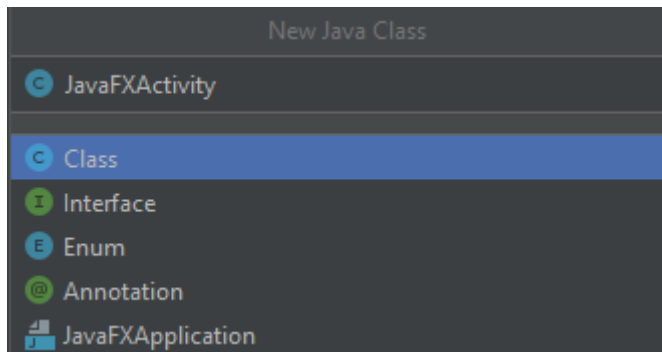 New Java Class
C JavaFXActivity
C Class
I Interface
E Enum
@ Annotation
J JavaFXApplication